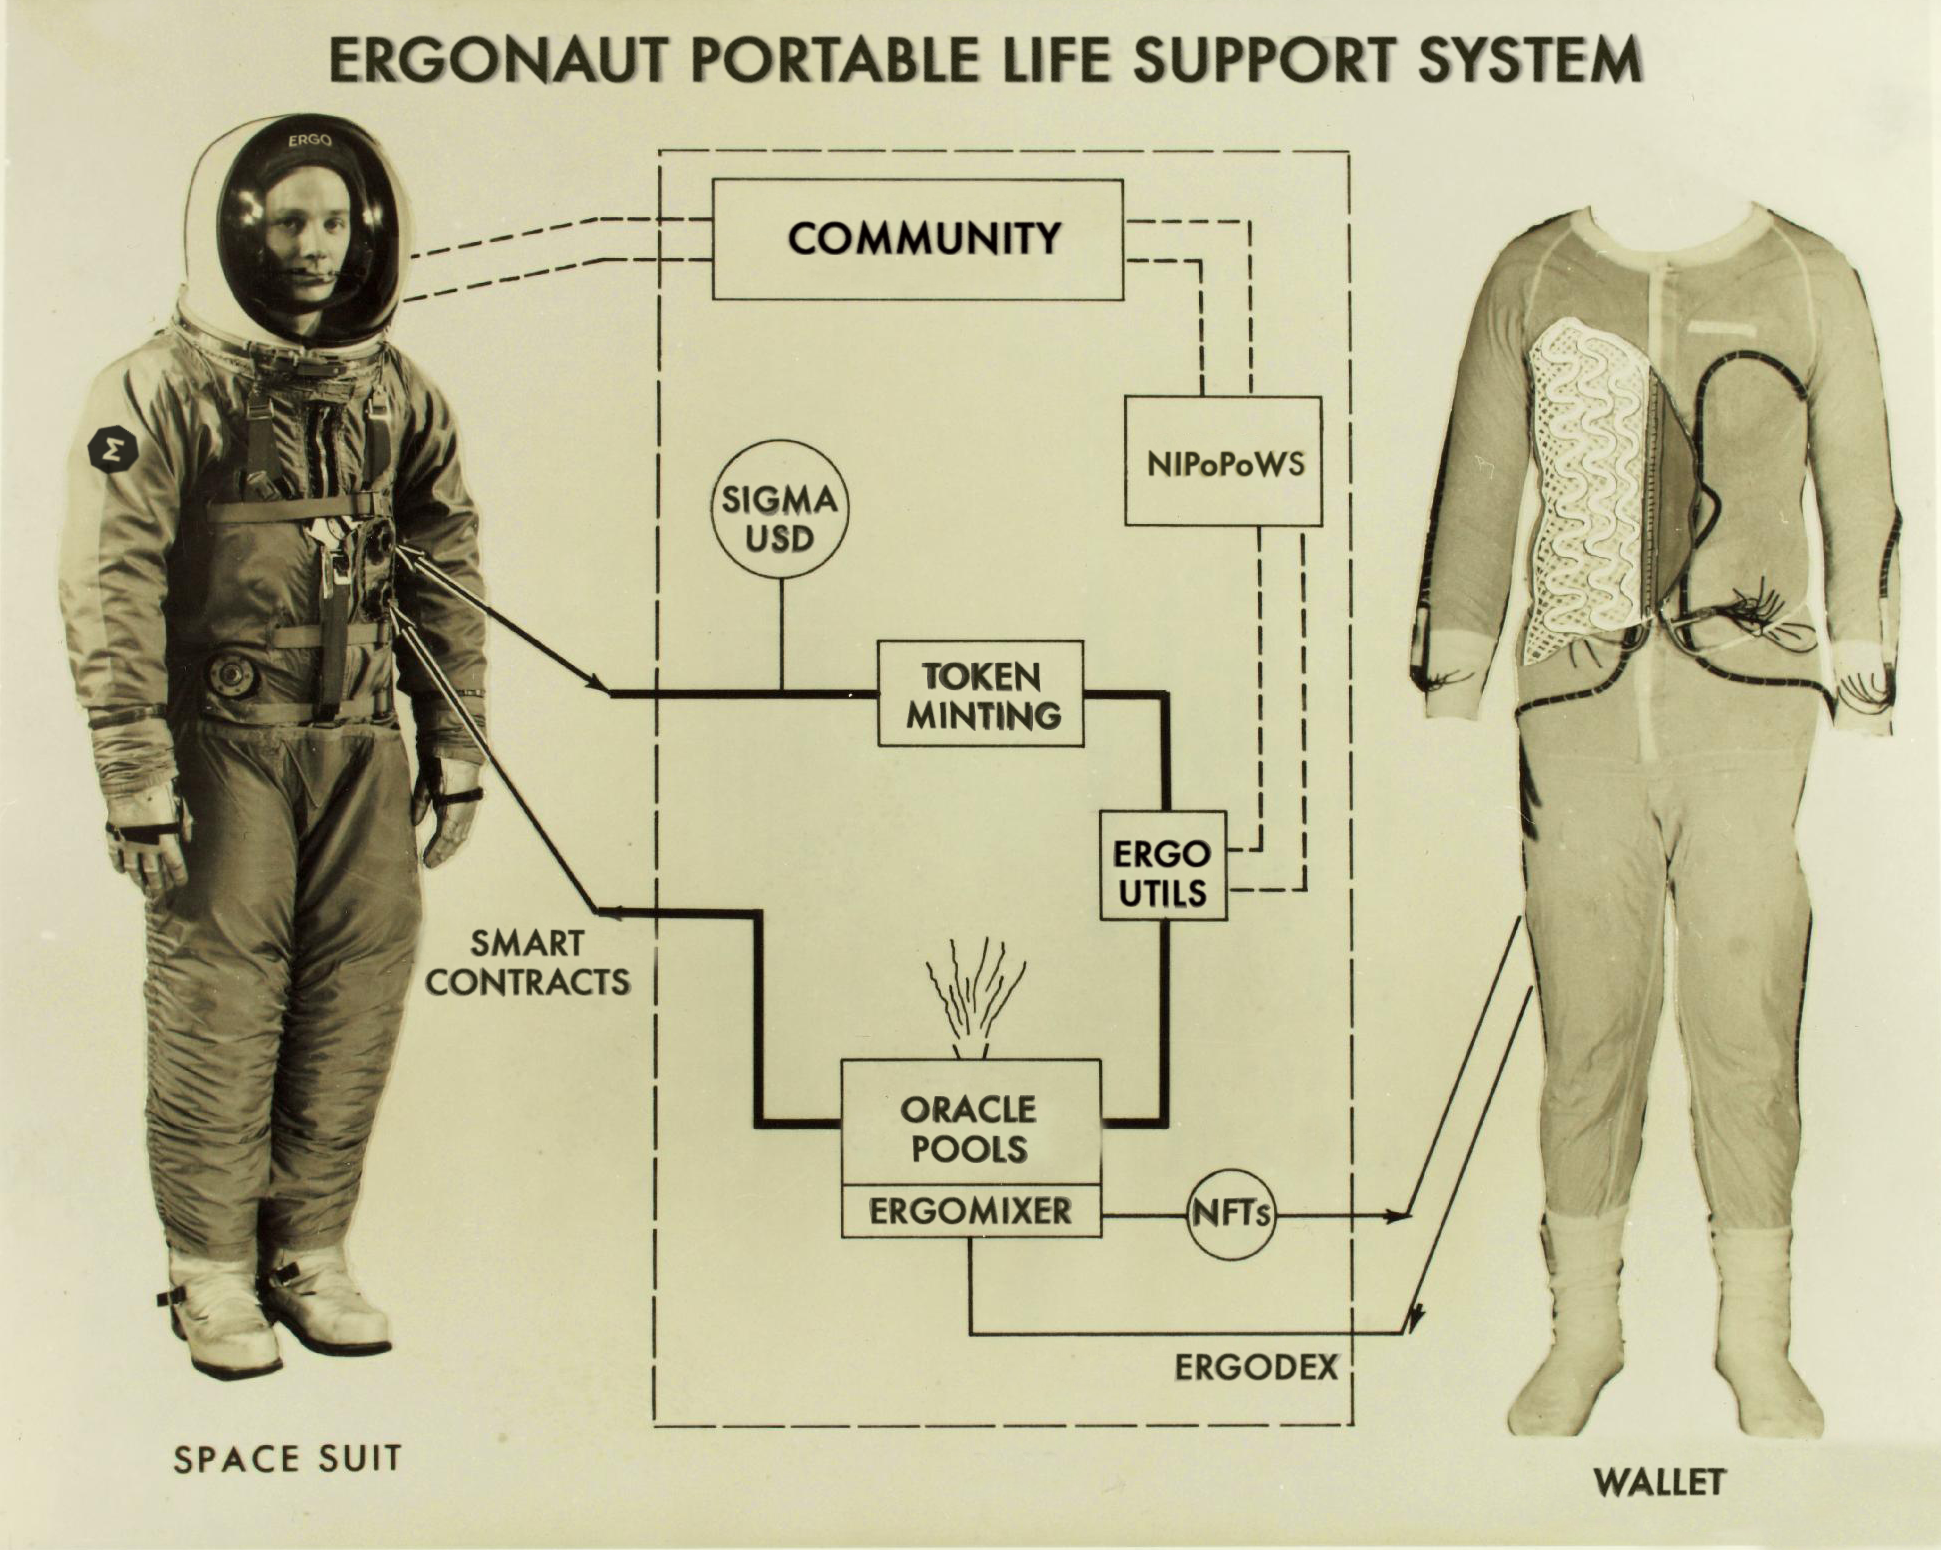 ERGONAUT PORTABLE LIFE SUPPORT SYSTEM
ERGO
Σ
COMMUNITY
NIPoPoWS
SIGMA
USD
TOKEN
MINTING
ERGO
UTILS
SMART
CONTRACTS
ORACLE
POOLS
ERGOMIXER
NFTs
ERGODEX
SPACE SUIT
WALLET